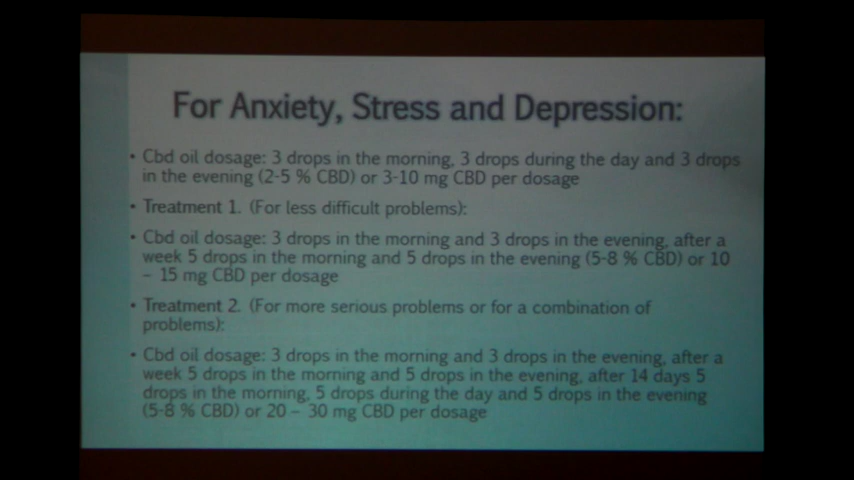 For Anxiety, Stress and Depression:
• Cbd oil dosage: 3 drops in the morning, 3 drops during the day and 3 drops
in the evening (2-5 % CBD) or 3-10 mg CBD per dosage
• Treatment 1. (For less difficult problems):
• Cbd oil dosage: 3 drops in the morning and 3 drops in the evening, after a
week 5 drops in the morning and 5 drops in the evening (5-8 % CBD) or 10
– 15 mg CBD per dosage
• Treatment 2. (For more serious problems or for a combination of
problems):
• Cbd oil dosage: 3 drops in the morning and 3 drops in the evening, after a
week 5 drops in the morning and 5 drops in the evening, after 14 days 5
drops in the morning, 5 drops during the day and 5 drops in the evening
(5-8 % CBD) or 20 – 30 mg CBD per dosage